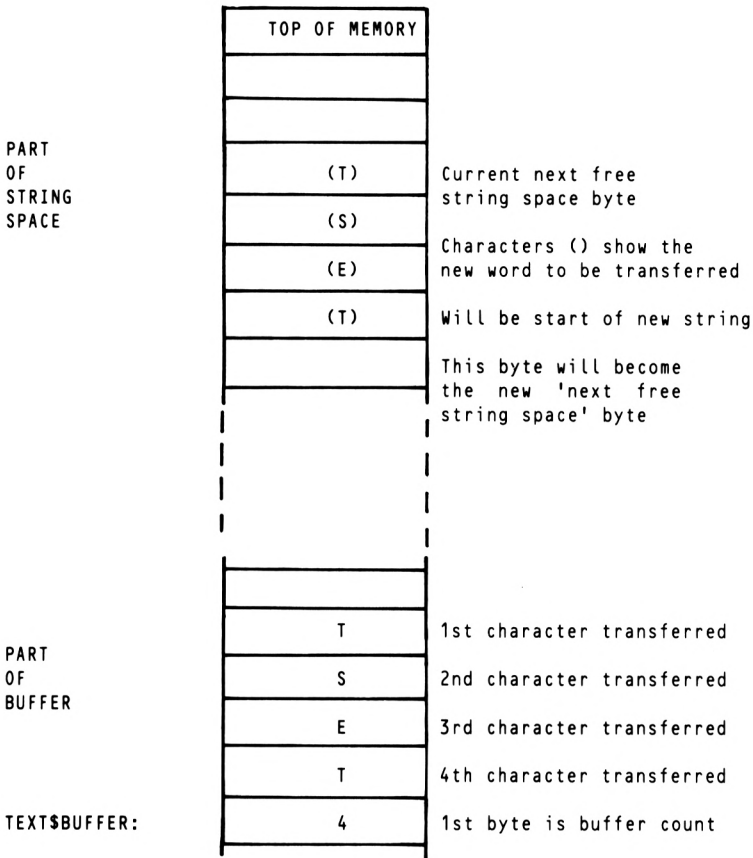 TOP OF MEMORY
PART
OF
STRING
SPACE
(T)
Current next free
string space byte
(S)
Characters () show the
new word to be transferred
(E)
(T)
Will be start of new string
This byte will become
the new 'next free
string space' byte
PART
OF
BUFFER
T
1st character transferred
S
2nd character transferred
E
3rd character transferred
T
4th character transferred
TEXT$BUFFER:
4
1st byte is buffer count